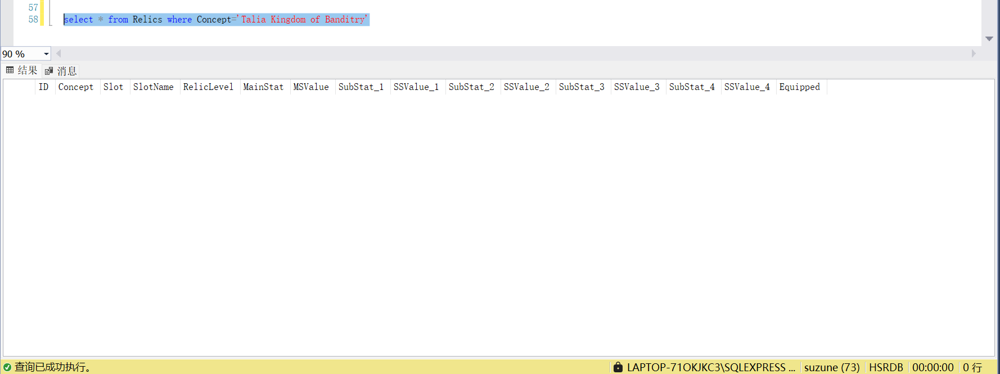 57
58 select * from Relics where Concept='Talia Kingdom of Banditry'
90 %
结果 消息
ID Concept Slot SlotName RelicLevel MainStat MSValue SubStat_1 SSValue_1 SubStat_2 SSValue_2 SubStat_3 SSValue_3 SubStat_4 SSValue_4 Equipped
查询已成功执行。 LAPTOP-71OKJKC3\SQLEXPRESS ... suzune (73) HSRDB 00:00:00 0 行